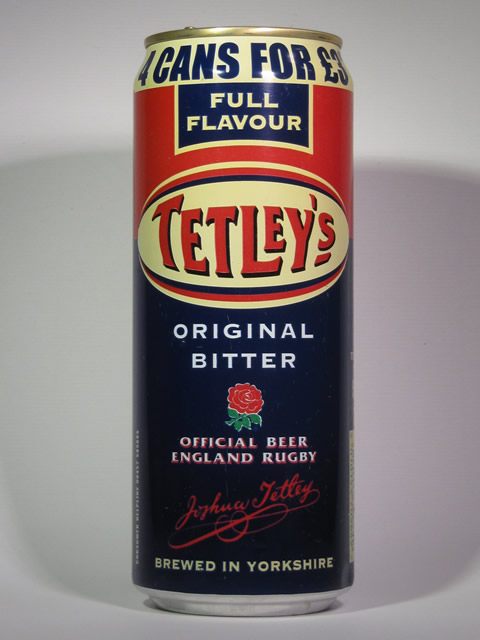 4 CANS FOR £3
FULL
FLAVOUR
TETLEY'S
ORIGINAL
BITTER
OFFICIAL BEER
ENGLAND RUGBY
Joshua Tetley
BREWED IN YORKSHIRE